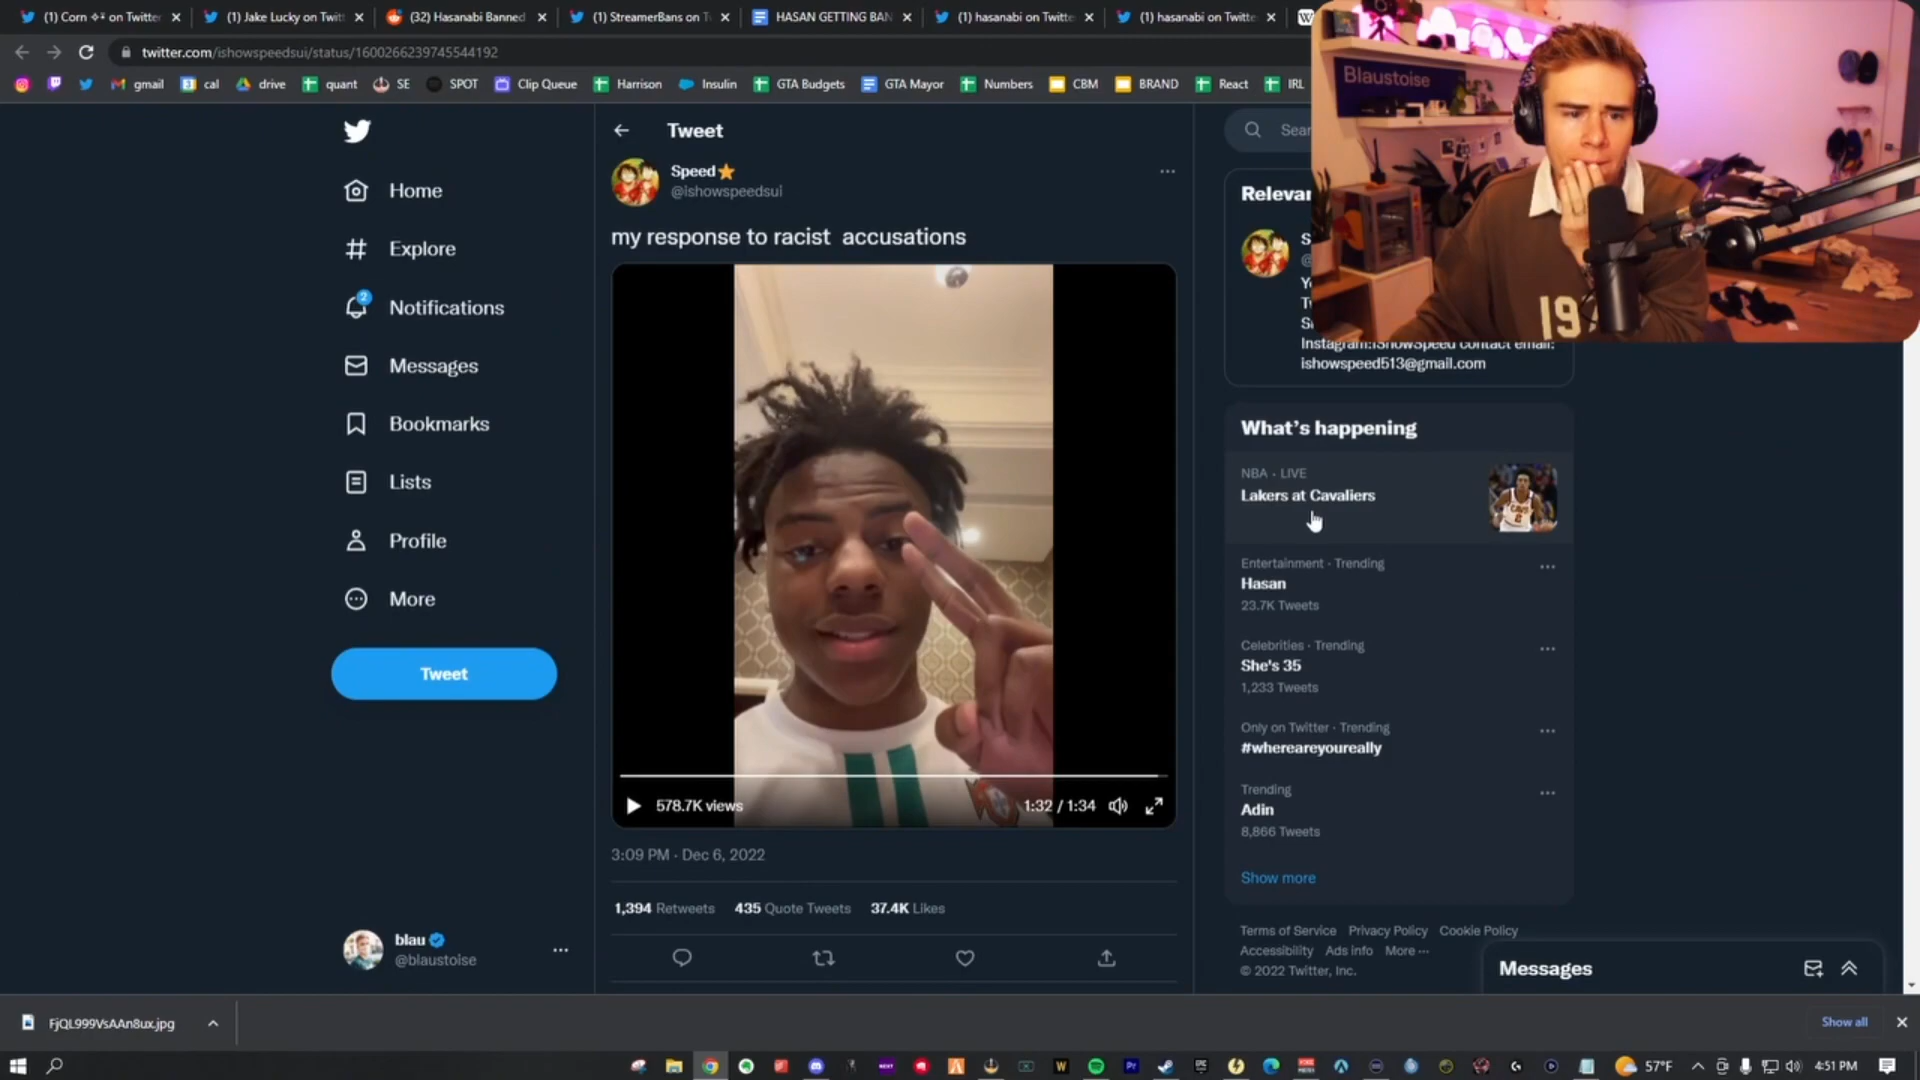 (1) Corn on Twitter
(1) Jake Lucky on Twitt
(32) Hasanabi Banned
(1) StreamerBans on T
HASAN GETTING BAN
(1) hasanabi on Twitte
(1) hasanabi on Twitte
twitter.com/ishowspeedsui/status/1600266239745544192
gmail
cal
drive
quant
SE
SPOT
Clip Queue
Harrison
Insulin
GTA Budgets
GTA Mayor
Numbers
CBM
BRAND
React
IRL
Blaustoise
Home
Explore
2
Notifications
Messages
Bookmarks
Lists
Profile
More
Tweet
blau
@blaustoise
Tweet
Speed
@ishowspeedsui
my response to racist accusations
578.7K views
1:32 / 1:34
3:09 PM · Dec 6, 2022
1,394 Retweets 435 Quote Tweets 37.4K Likes
Sear
Relevan
S
@
Instagram:IShowSpeed contact email:
ishowspeed513@gmail.com
What's happening
NBA · LIVE
Lakers at Cavaliers
Entertainment · Trending
Hasan
23.7K Tweets
Celebrities · Trending
She's 35
1,233 Tweets
Only on Twitter · Trending
#whereareyoureally
Trending
Adin
8,866 Tweets
Show more
Terms of Service Privacy Policy Cookie Policy
Accessibility Ads info More ···
© 2022 Twitter, Inc.
Messages
FjQL999VsAAn8ux.jpg
Show all
57°F
4:51 PM